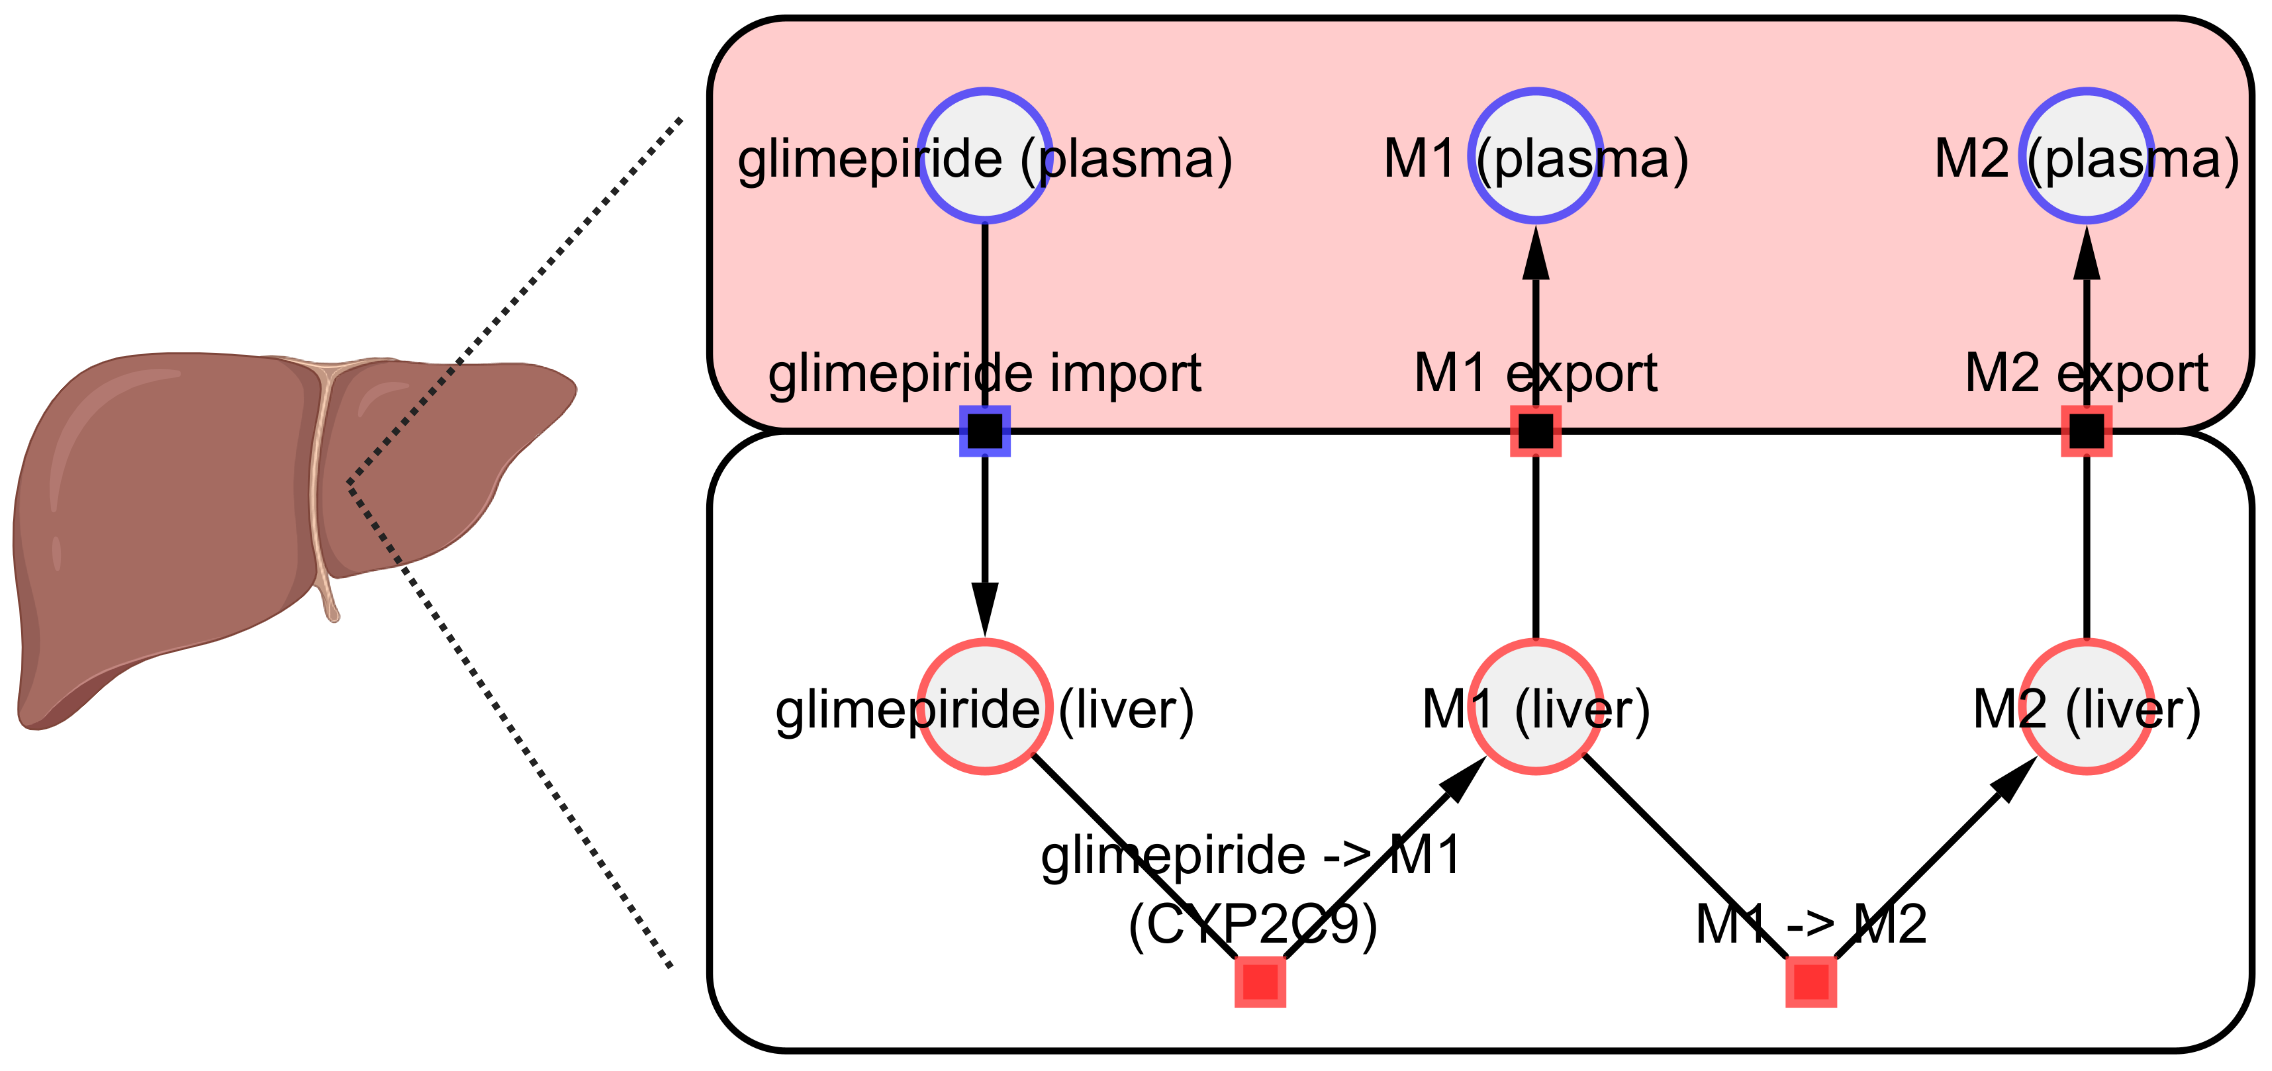 glimepiride (plasma)
M1 (plasma)
M2 (plasma)
glimepiride import
M1 export
M2 export
glimepiride (liver)
M1 (liver)
M2 (liver)
glimepiride -> M1
(CYP2C9)
M1 -> M2